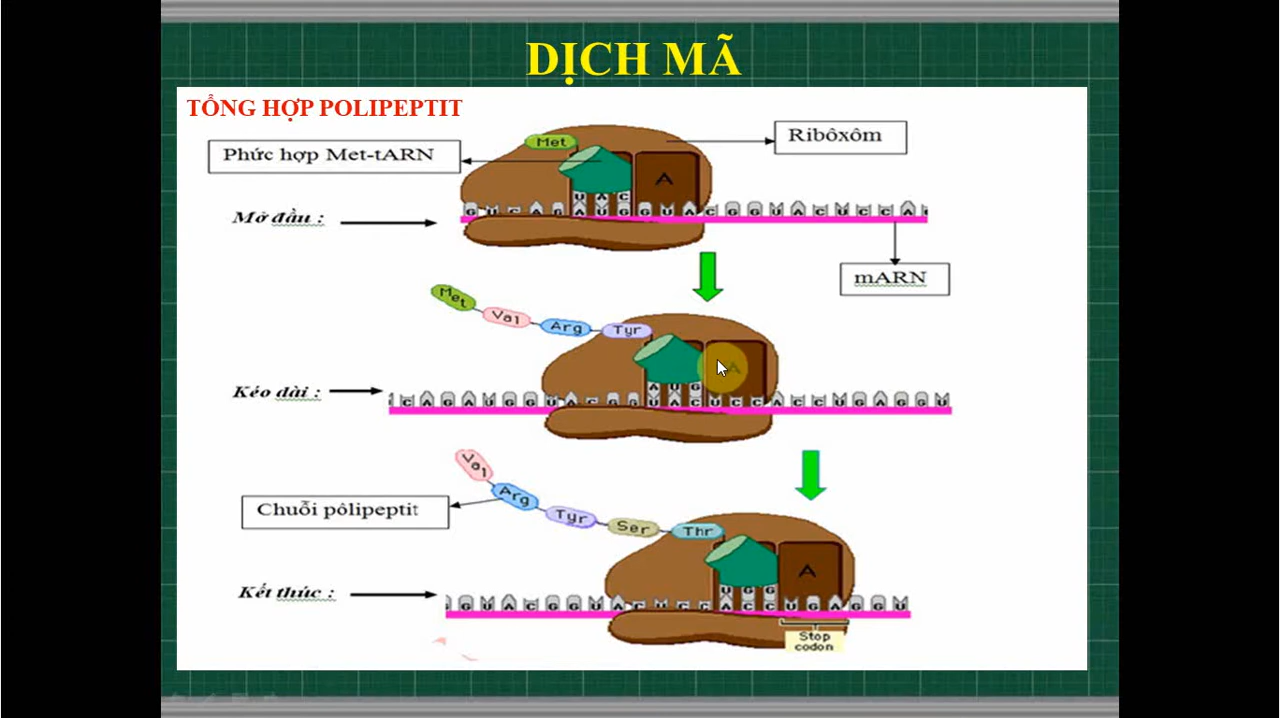 DỊCH MÃ
TỔNG HỢP POLIPEPTIT
Met
Ribôxôm
Phức hợp Met-tARN
A
U A C
Mở đầu :
G U C A G A U G G U A C G G U A C U C C A
mARN
Met Val Arg Tyr
A
A U G
Kéo dài :
C A G A U G G U A C G G U A C U C C A C C U G A G G U
Val Arg Tyr Ser Thr
Chuỗi pôlipeptit
A
U G G
Kết thúc :
G G U A C G G U A C U C C A C C U G A G G U
Stop
codon